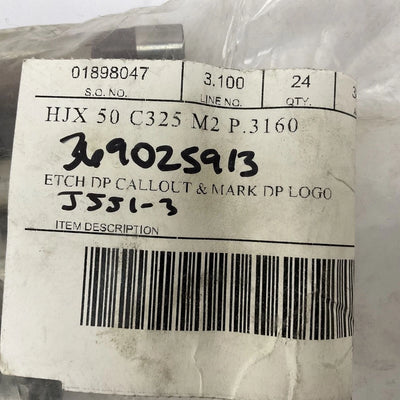 01898047 3.100 24 3
S.O. NO. LINE NO. QTY.
HJX 50 C325 M2 P.3160
369025913
ETCH DP CALLOUT & MARK DP LOGO
J551-3
ITEM DESCRIPTION